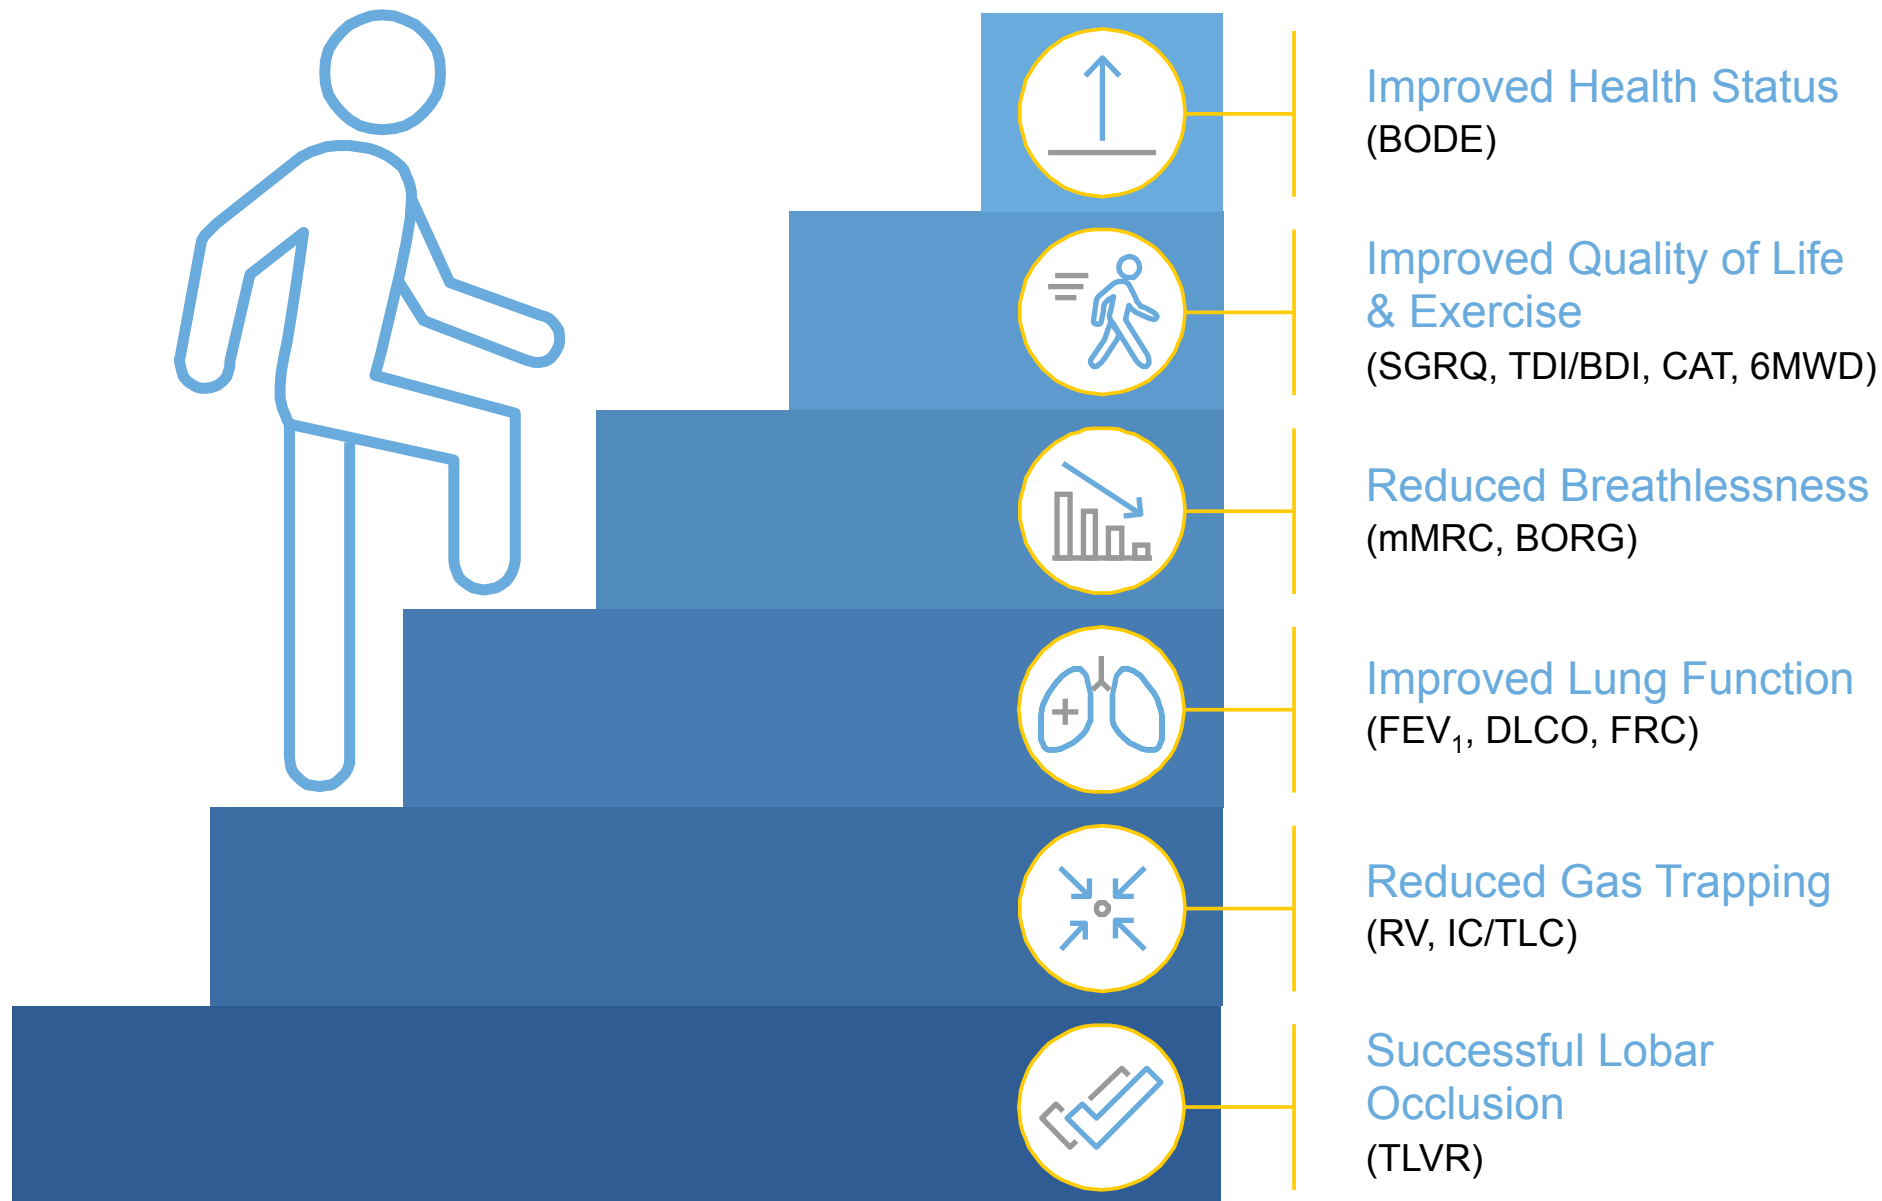 Improved Health Status
(BODE)
Improved Quality of Life
& Exercise
(SGRQ, TDI/BDI, CAT, 6MWD)
Reduced Breathlessness
(mMRC, BORG)
Improved Lung Function
(FEV₁, DLCO, FRC)
Reduced Gas Trapping
(RV, IC/TLC)
Successful Lobar
Occlusion
(TLVR)